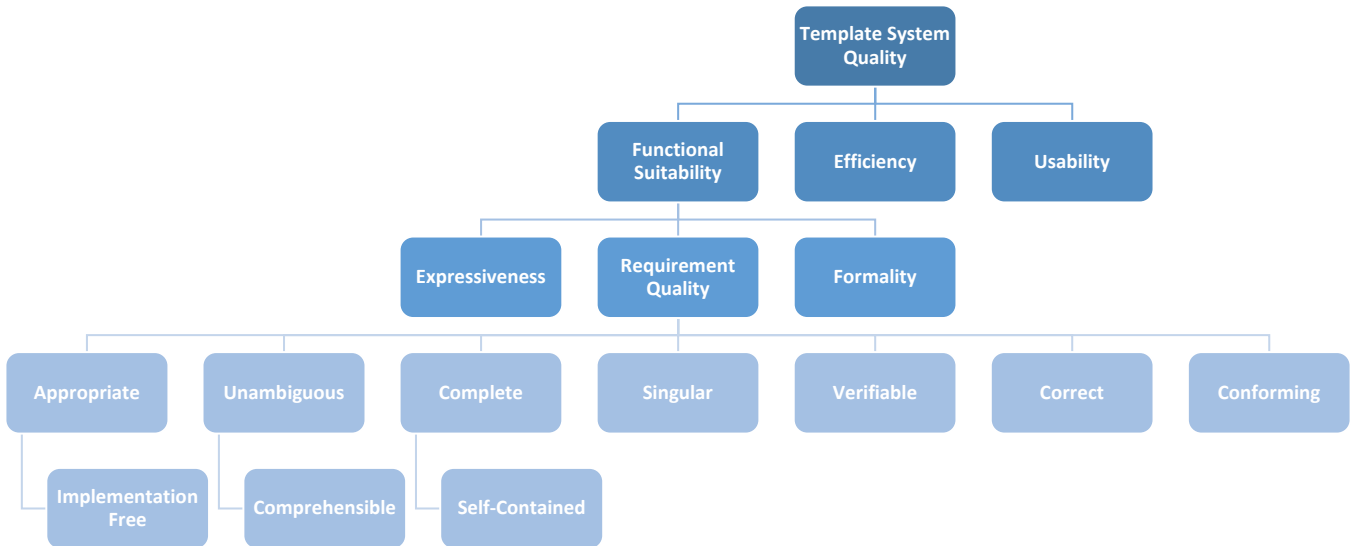 Template System
Quality
Functional
Suitability
Efficiency
Usability
Expressiveness
Requirement
Quality
Formality
Appropriate
Unambiguous
Complete
Singular
Verifiable
Correct
Conforming
Implementation
Free
Comprehensible
Self-Contained